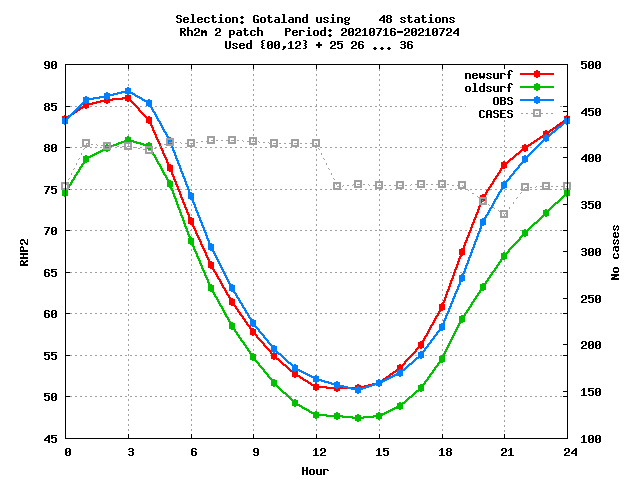 Selection: Gotaland using    48 stations
Rh2m 2 patch   Period: 20210716-20210724
Used {00,12} + 25 26 ... 36
90
85
80
75
70
65
60
55
50
45
500
450
400
350
300
250
200
150
100
newsurf
oldsurf
OBS
CASES
RHP2
No cases
0
3
6
9
12
15
18
21
24
Hour